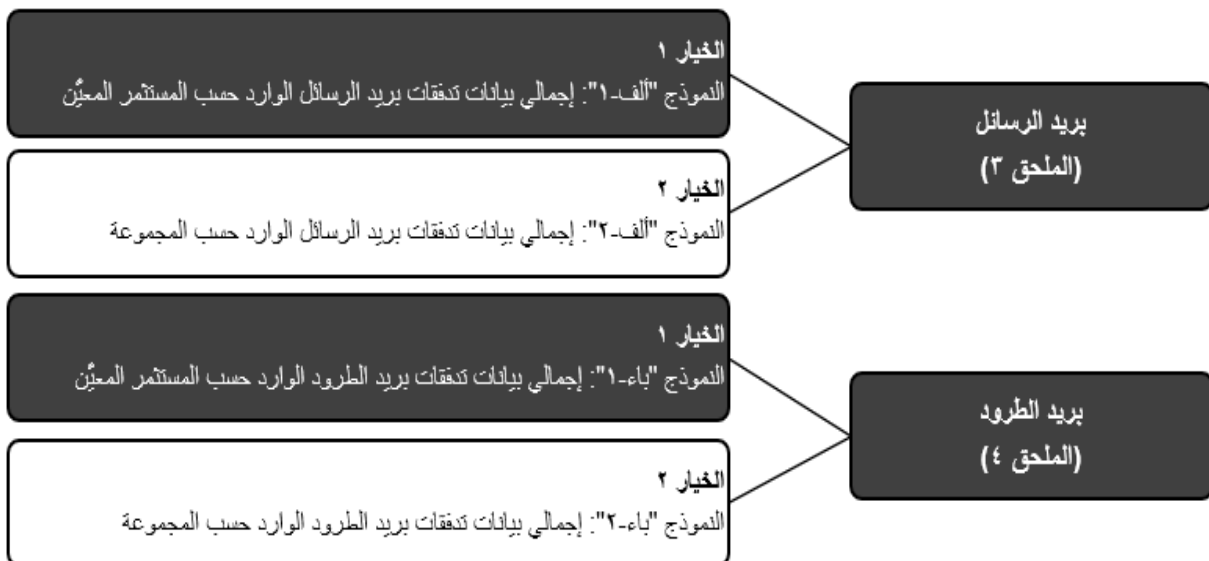 بريد الرسائل
(الملحق ٣)
الخيار ١
النموذج "ألف-١": إجمالي بيانات تدفقات بريد الرسائل الوارد حسب المستثمر المعيَّن
الخيار ٢
النموذج "ألف-٢": إجمالي بيانات تدفقات بريد الرسائل الوارد حسب المجموعة
بريد الطرود
(الملحق ٤)
الخيار ١
النموذج "باء-١": إجمالي بيانات تدفقات بريد الطرود الوارد حسب المستثمر المعيَّن
الخيار ٢
النموذج "باء-٢": إجمالي بيانات تدفقات بريد الطرود الوارد حسب المجموعة